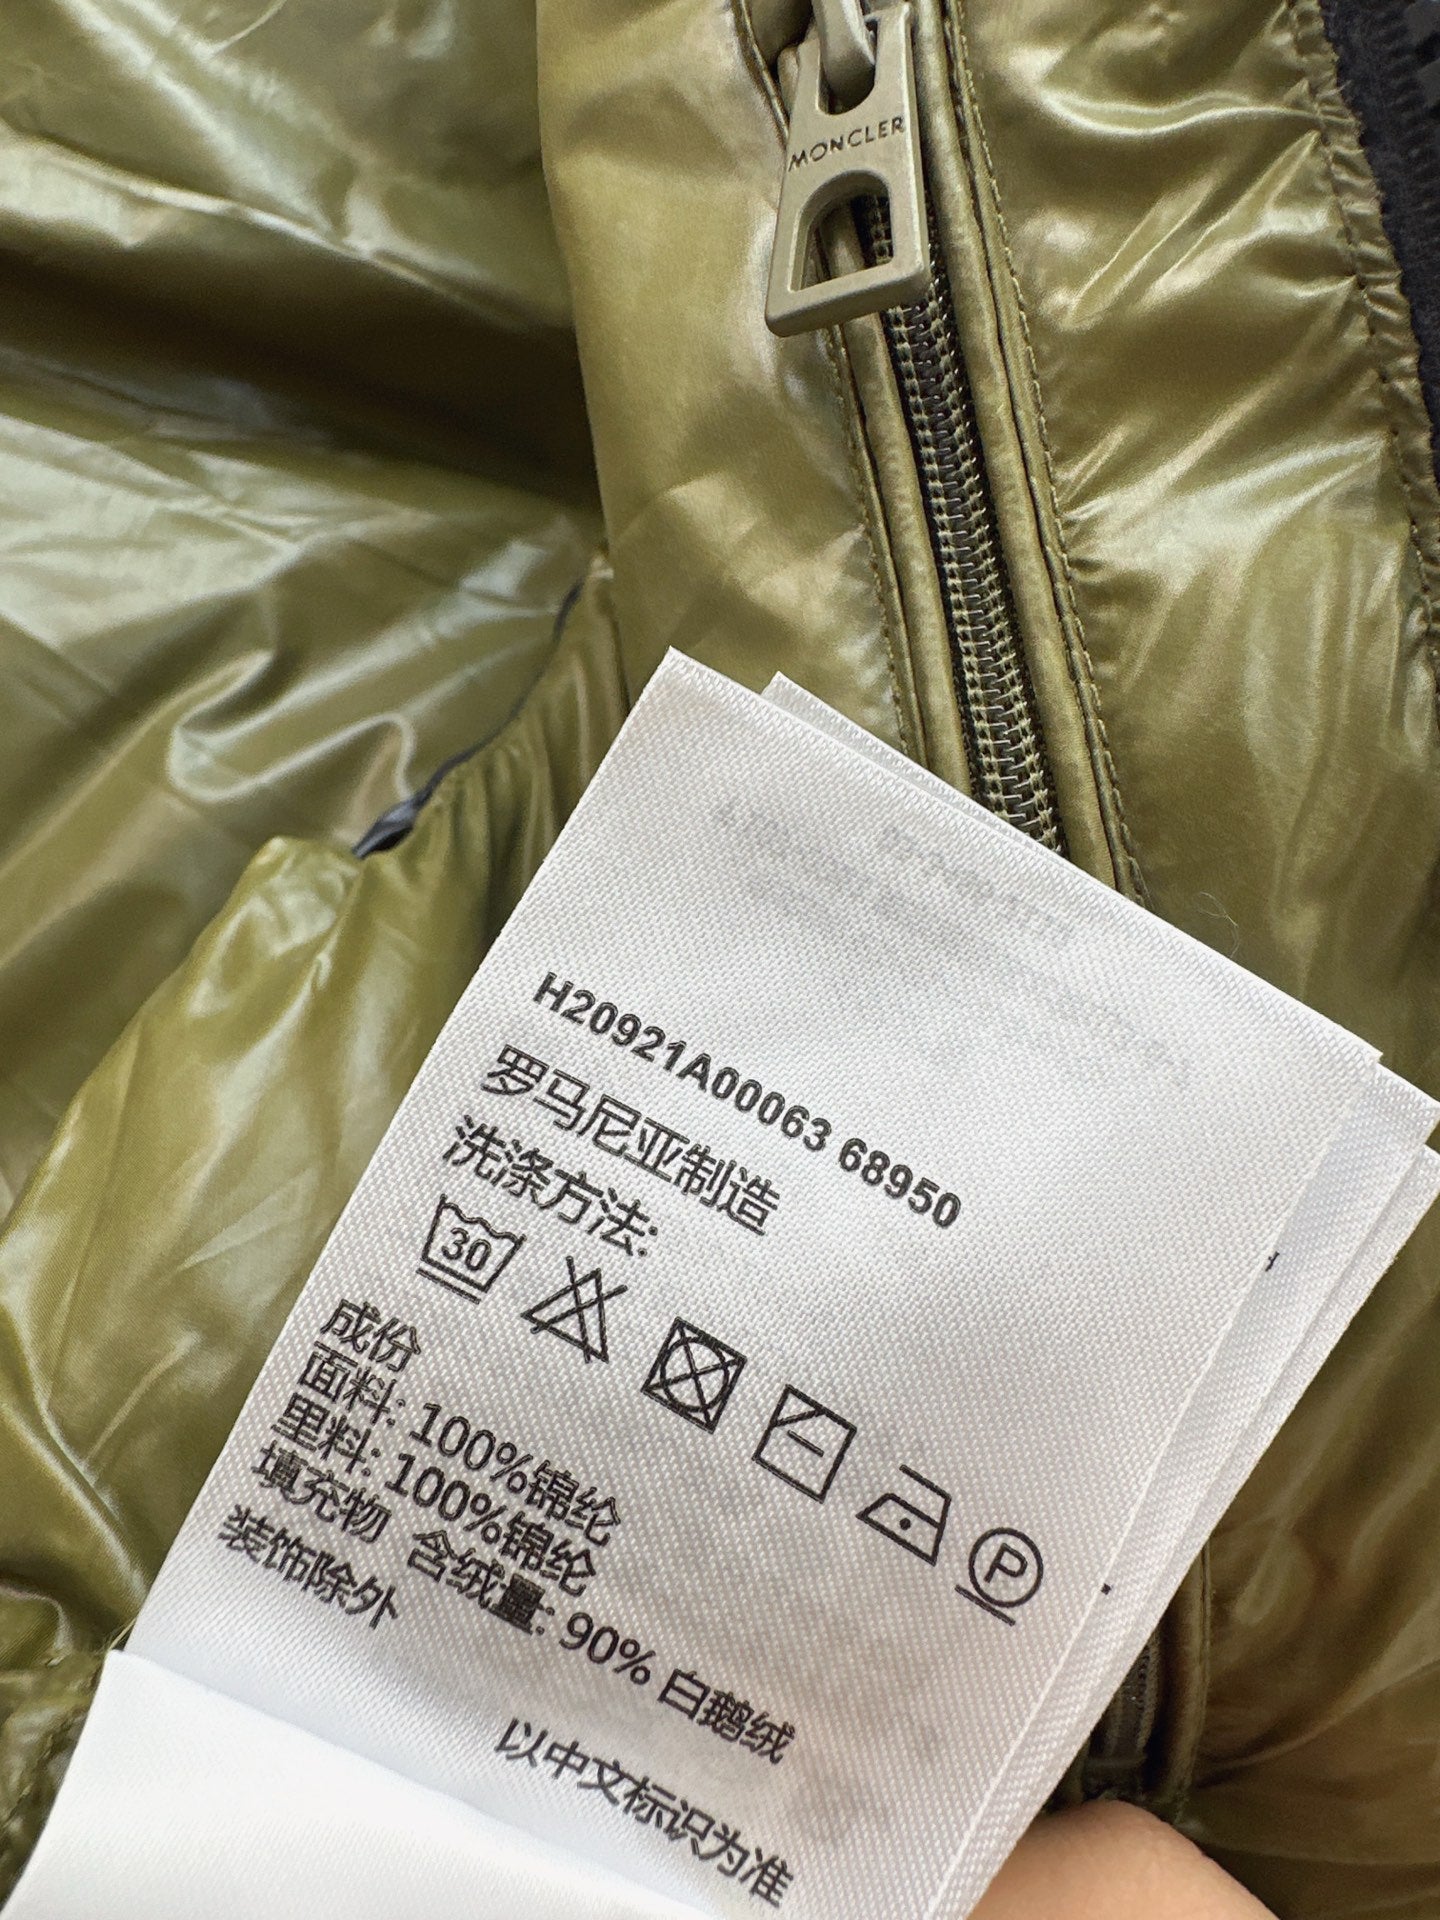 MONCLER
H20921A00063 68950
罗马尼亚制造
洗涤方法:
30
P
成份
面料: 100%锦纶
里料: 100%锦纶
填充物 含绒量: 90% 白鹅绒
装饰除外
以中文标识为准